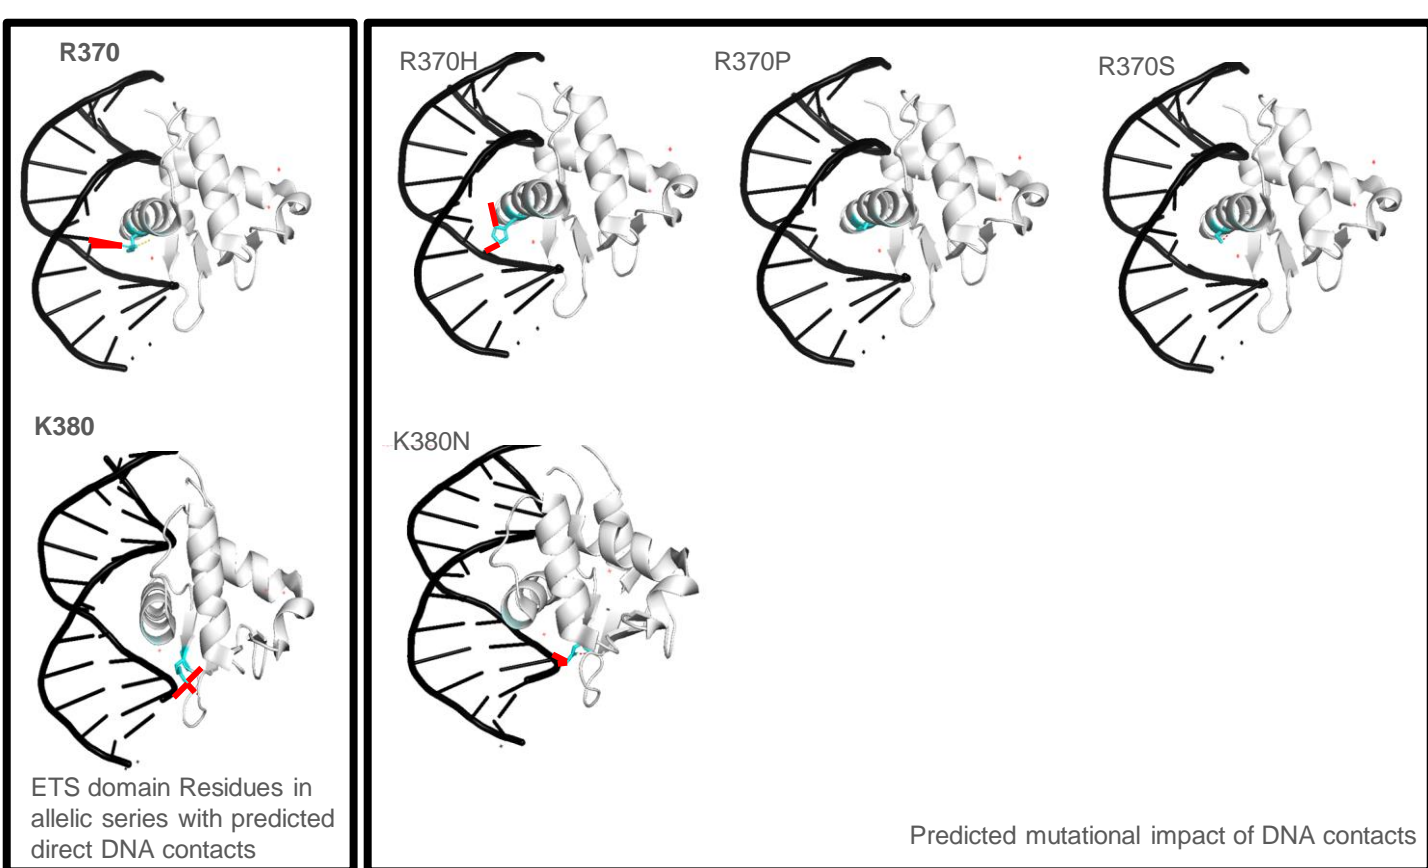 R370
R370H
R370P
R370S
K380
K380N
ETS domain Residues in
allelic series with predicted
direct DNA contacts
Predicted mutational impact of DNA contacts